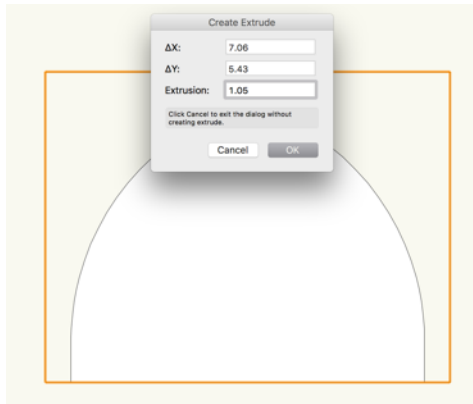 Create Extrude
ΔX: 7.06
ΔY: 5.43
Extrusion: 1.05
Click Cancel to exit the dialog without
creating extrude.
Cancel OK